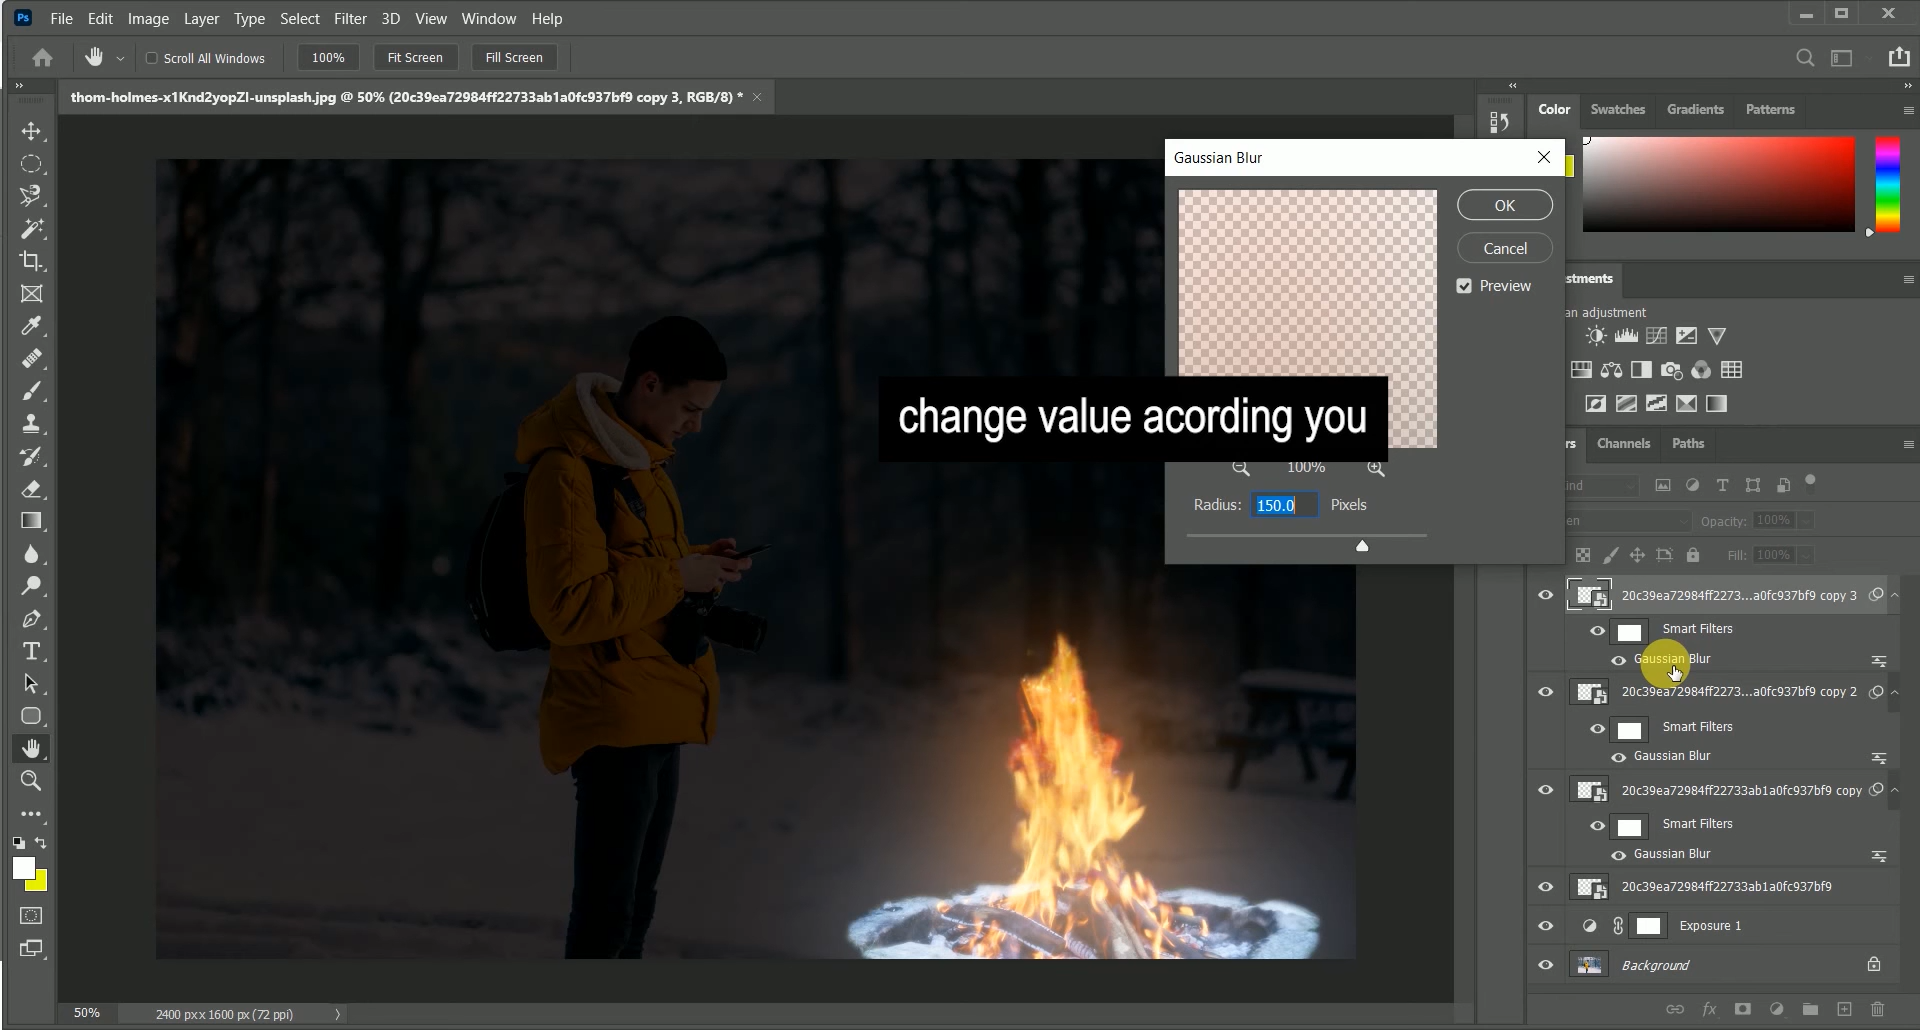 Ps File Edit Image Layer Type Select Filter 3D View Window Help
Scroll All Windows 100% Fit Screen Fill Screen
thom-holmes-x1Knd2yopZI-unsplash.jpg @ 50% (20c39ea72984ff22733ab1a0fc937bf9 copy 3, RGB/8) *
Color Swatches Gradients Patterns
Gaussian Blur
OK
Cancel
Preview
stments
an adjustment
change value acording you
100%
Radius: 150.0 Pixels
rs Channels Paths
ind
en Opacity: 100%
Fill: 100%
20c39ea72984ff2273...a0fc937bf9 copy 3
Smart Filters
Gaussian Blur
20c39ea72984ff2273...a0fc937bf9 copy 2
Smart Filters
Gaussian Blur
20c39ea72984ff22733ab1a0fc937bf9 copy
Smart Filters
Gaussian Blur
20c39ea72984ff22733ab1a0fc937bf9
Exposure 1
Background
50% 2400 px x 1600 px (72 ppi)